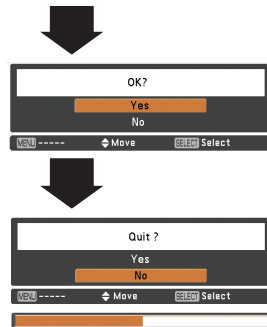 OK?
Yes
No
MENU ----- Move SELECT Select
Quit ?
Yes
No
MENU ----- Move SELECT Select